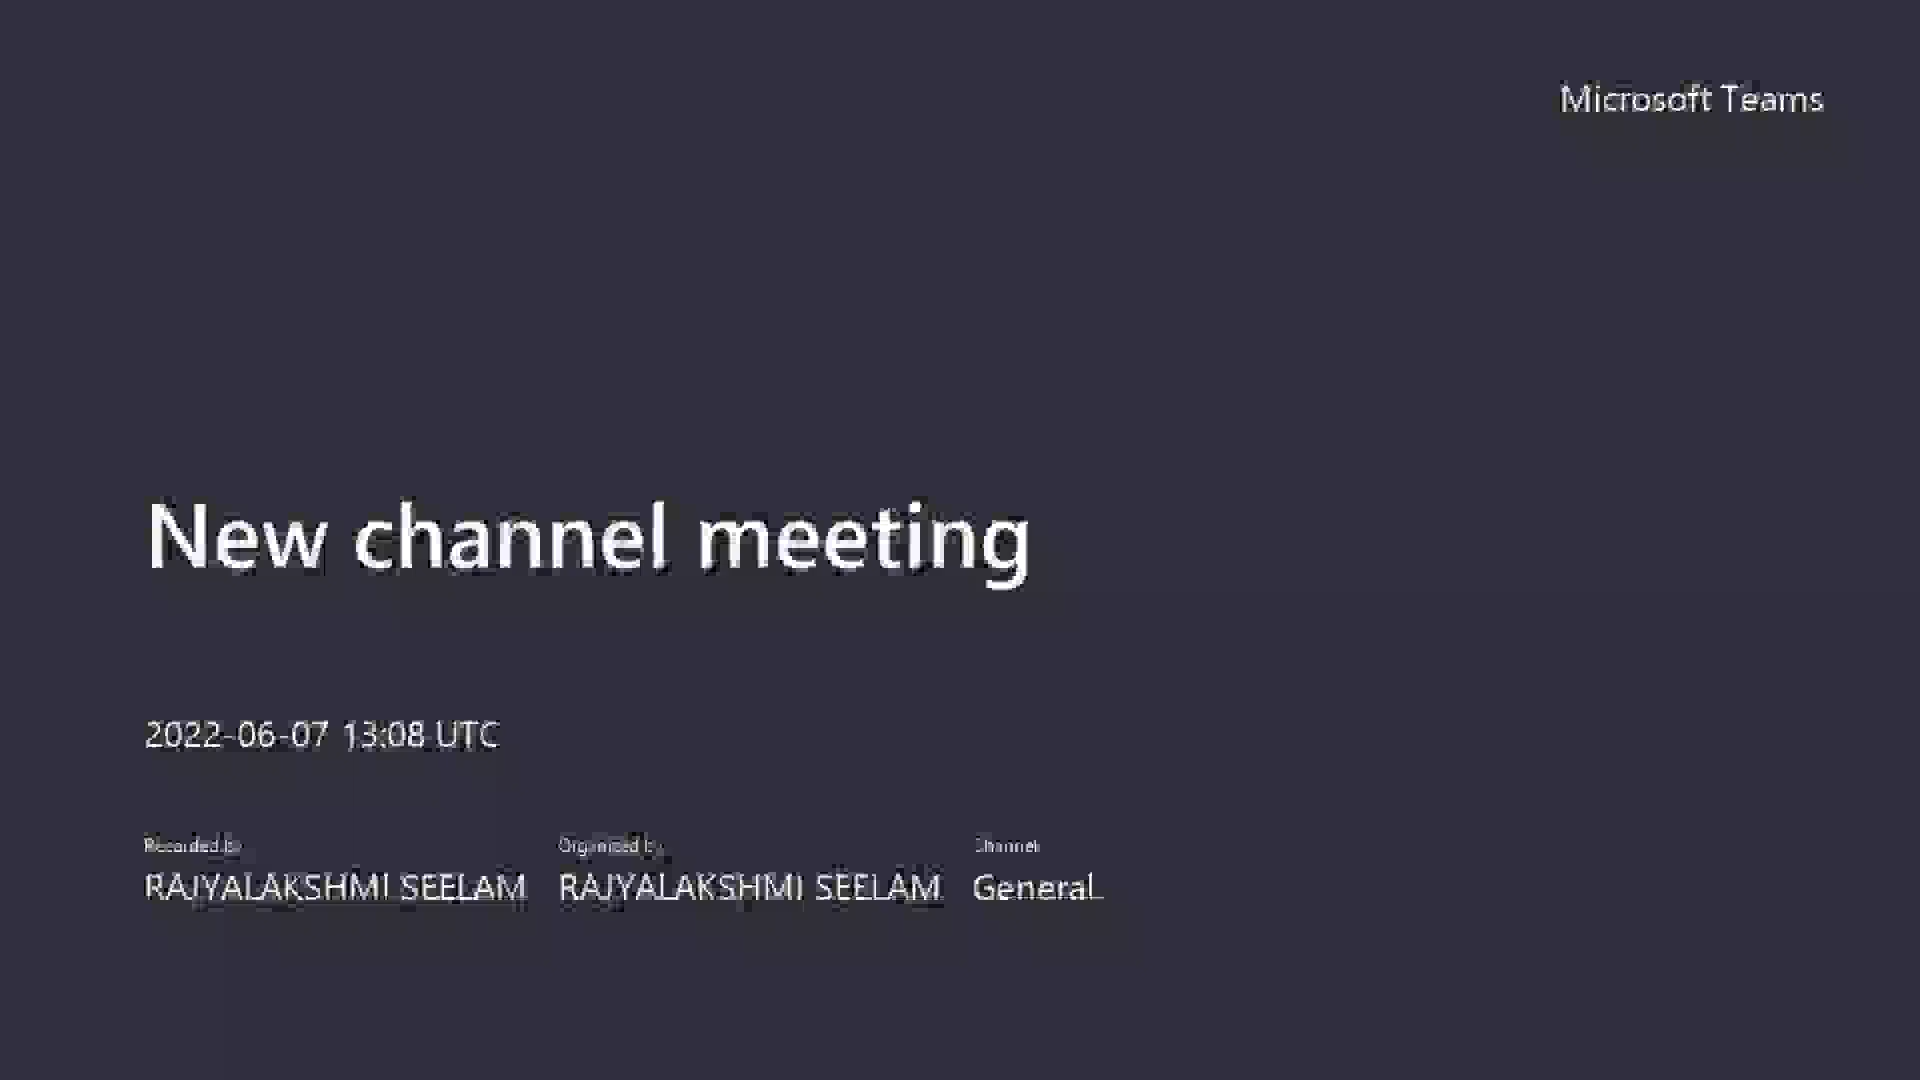 Microsoft Teams
New channel meeting
2022-06-07 13:08 UTC
Recorded by Organized by Channel
RAJYALAKSHMI SEELAM RAJYALAKSHMI SEELAM General